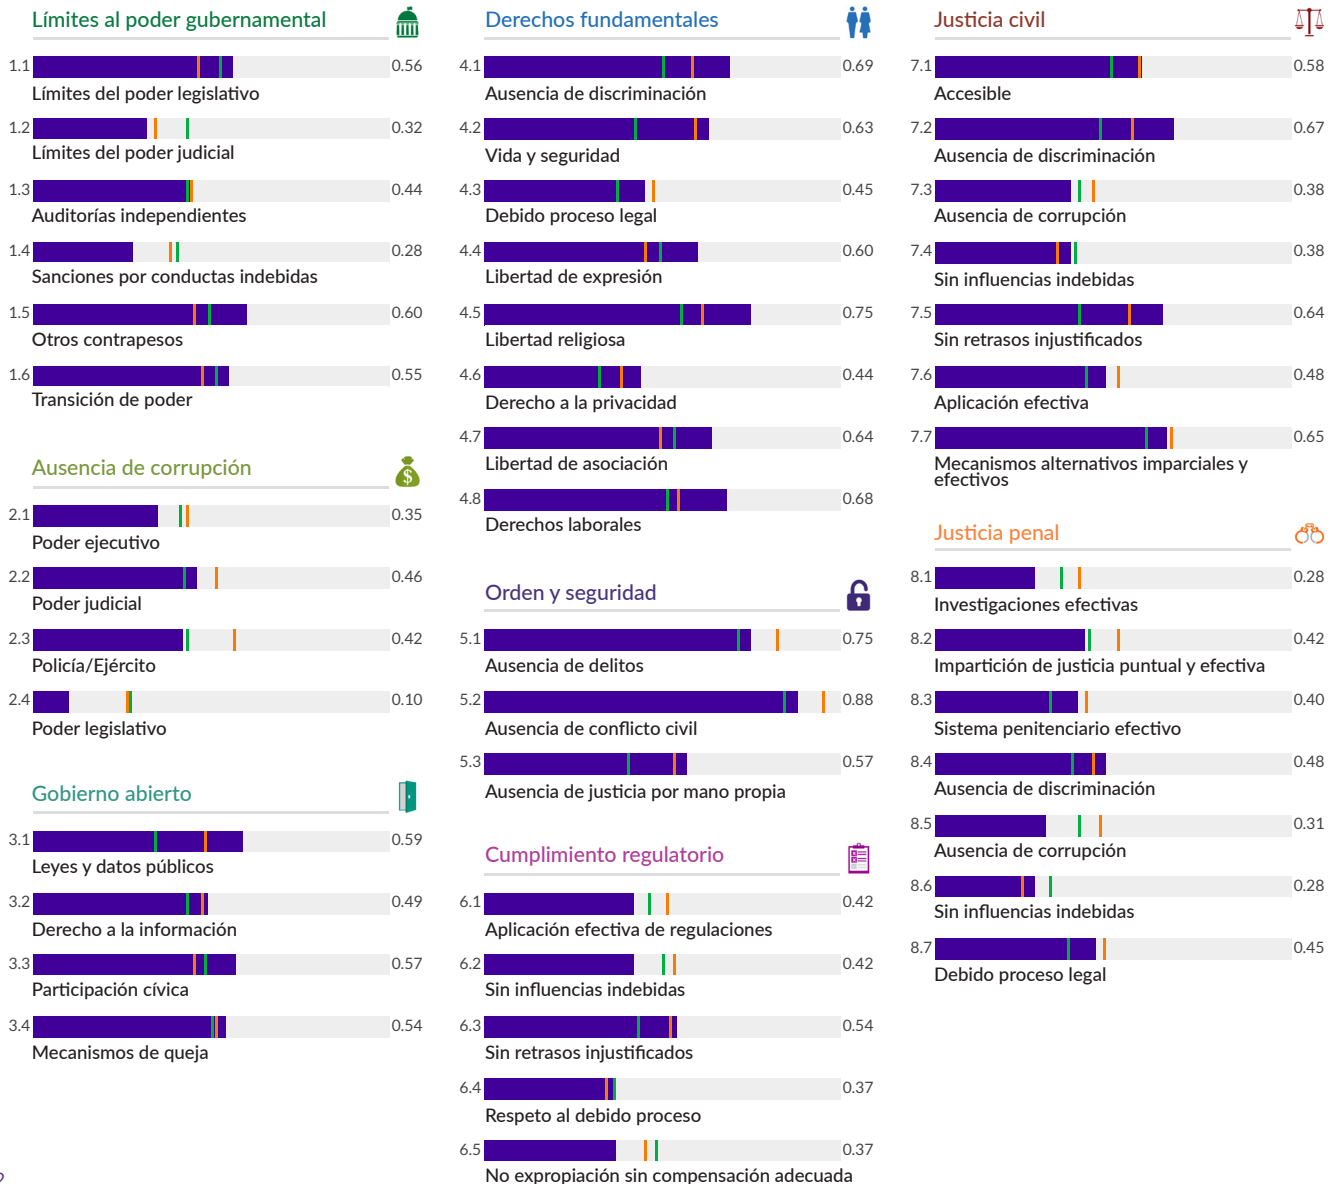 Límites al poder gubernamental
1.1 0.56
Límites del poder legislativo
1.2 0.32
Límites del poder judicial
1.3 0.44
Auditorías independientes
1.4 0.28
Sanciones por conductas indebidas
1.5 0.60
Otros contrapesos
1.6 0.55
Transición de poder
Ausencia de corrupción
$
2.1 0.35
Poder ejecutivo
2.2 0.46
Poder judicial
2.3 0.42
Policía/Ejército
2.4 0.10
Poder legislativo
Gobierno abierto
3.1 0.59
Leyes y datos públicos
3.2 0.49
Derecho a la información
3.3 0.57
Participación cívica
3.4 0.54
Mecanismos de queja
Derechos fundamentales
4.1 0.69
Ausencia de discriminación
4.2 0.63
Vida y seguridad
4.3 0.45
Debido proceso legal
4.4 0.60
Libertad de expresión
4.5 0.75
Libertad religiosa
4.6 0.44
Derecho a la privacidad
4.7 0.64
Libertad de asociación
4.8 0.68
Derechos laborales
Orden y seguridad
5.1 0.75
Ausencia de delitos
5.2 0.88
Ausencia de conflicto civil
5.3 0.57
Ausencia de justicia por mano propia
Cumplimiento regulatorio
6.1 0.42
Aplicación efectiva de regulaciones
6.2 0.42
Sin influencias indebidas
6.3 0.54
Sin retrasos injustificados
6.4 0.37
Respeto al debido proceso
6.5 0.37
No expropiación sin compensación adecuada
Justicia civil
7.1 0.58
Accesible
7.2 0.67
Ausencia de discriminación
7.3 0.38
Ausencia de corrupción
7.4 0.38
Sin influencias indebidas
7.5 0.64
Sin retrasos injustificados
7.6 0.48
Aplicación efectiva
7.7 0.65
Mecanismos alternativos imparciales y
efectivos
Justicia penal
8.1 0.28
Investigaciones efectivas
8.2 0.42
Impartición de justicia puntual y efectiva
8.3 0.40
Sistema penitenciario efectivo
8.4 0.48
Ausencia de discriminación
8.5 0.31
Ausencia de corrupción
8.6 0.28
Sin influencias indebidas
8.7 0.45
Debido proceso legal